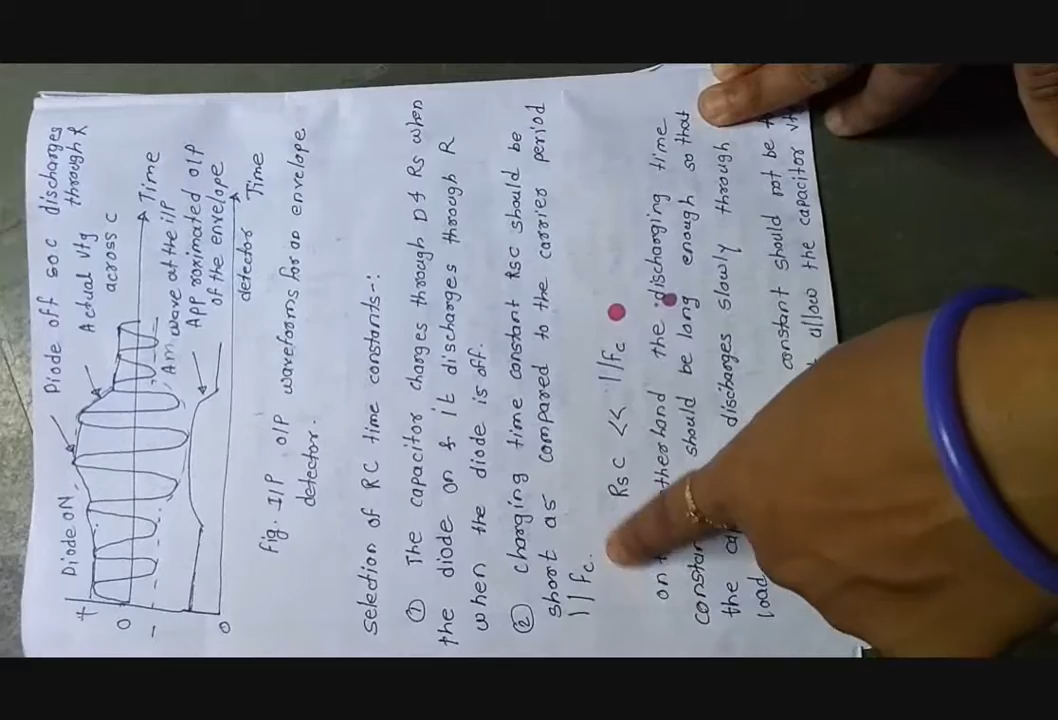 Diode off so c discharges
through R
Diode ON
Actual vtg
across c
+
0
-
Time
Am wave at the i/P
APP roximated O/P
of the envelope
detector
0
Time
fig. I/P O/P waveforms for an envelope
detector.
selection of RC time constants-:
① The capacitor charges through D & Rs when
the diode on & it discharges through R
when the diode is off.
② charging time constant Rsc should be
short as compared to the carrier period
1/fc.
Rsc << 1/fc
on therhand the discharging time
should be long enough so that
the discharges slowly through
load
constant should not be
allow the capacitor